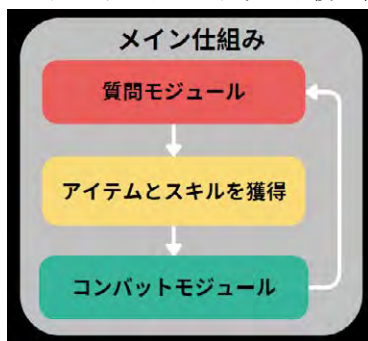 メイン仕組み
質問モジュール
アイテムとスキルを獲得
コンバットモジュール